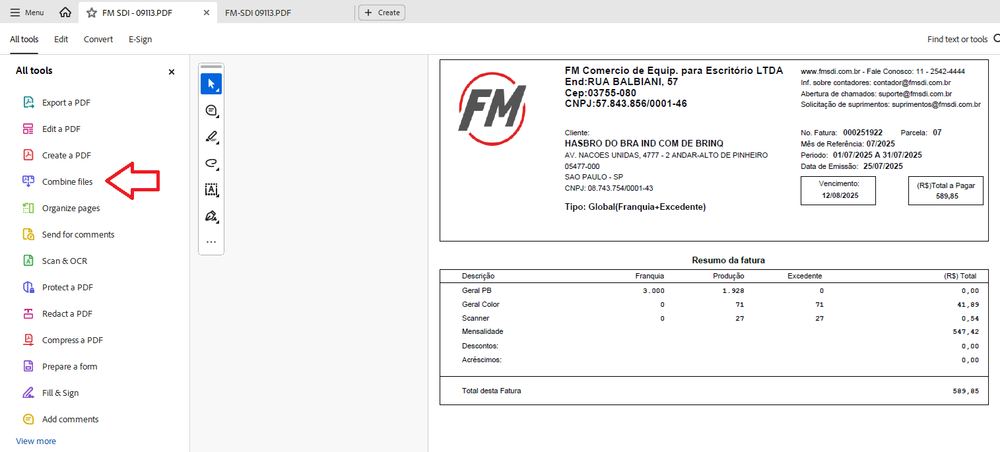 Menu
FM SDI - 09113.PDF
FM-SDI 09113.PDF
Create
All tools
Edit
Convert
E-Sign
Find text or tools
All tools
Export a PDF
Edit a PDF
Create a PDF
Combine files
Organize pages
Send for comments
Scan & OCR
Protect a PDF
Redact a PDF
Compress a PDF
Prepare a form
Fill & Sign
Add comments
View more
FM
FM Comercio de Equip. para Escritório LTDA
End:RUA BALBIANI, 57
Cep:03755-080
CNPJ:57.843.856/0001-46
www.fmsdi.com.br - Fale Conosco: 11 - 2542-4444
Inf. sobre contadores: contador@fmsdi.com.br
Abertura de chamados: suporte@fmsdi.com.br
Solicitação de suprimentos: suprimentos@fmsdi.com.br
Cliente:
HASBRO DO BRA IND COM DE BRINQ
AV. NACOES UNIDAS, 4777 - 2 ANDAR-ALTO DE PINHEIRO
05477-000
SAO PAULO - SP
CNPJ: 08.743.754/0001-43
Tipo: Global(Franquia+Excedente)
No. Fatura: 000251922 Parcela: 07
Mês de Referência: 07/2025
Periodo: 01/07/2025 A 31/07/2025
Data de Emissão: 25/07/2025
Vencimento:
12/08/2025
(R$)Total a Pagar
589,85
Resumo da fatura
Descrição Franquia Produção Excedente (R$) Total
Geral PB 3.000 1.928 0 0,00
Geral Color 0 71 71 41,89
Scanner 0 27 27 0,54
Mensalidade 547,42
Descontos: 0,00
Acréscimos: 0,00
Total desta Fatura 589,85